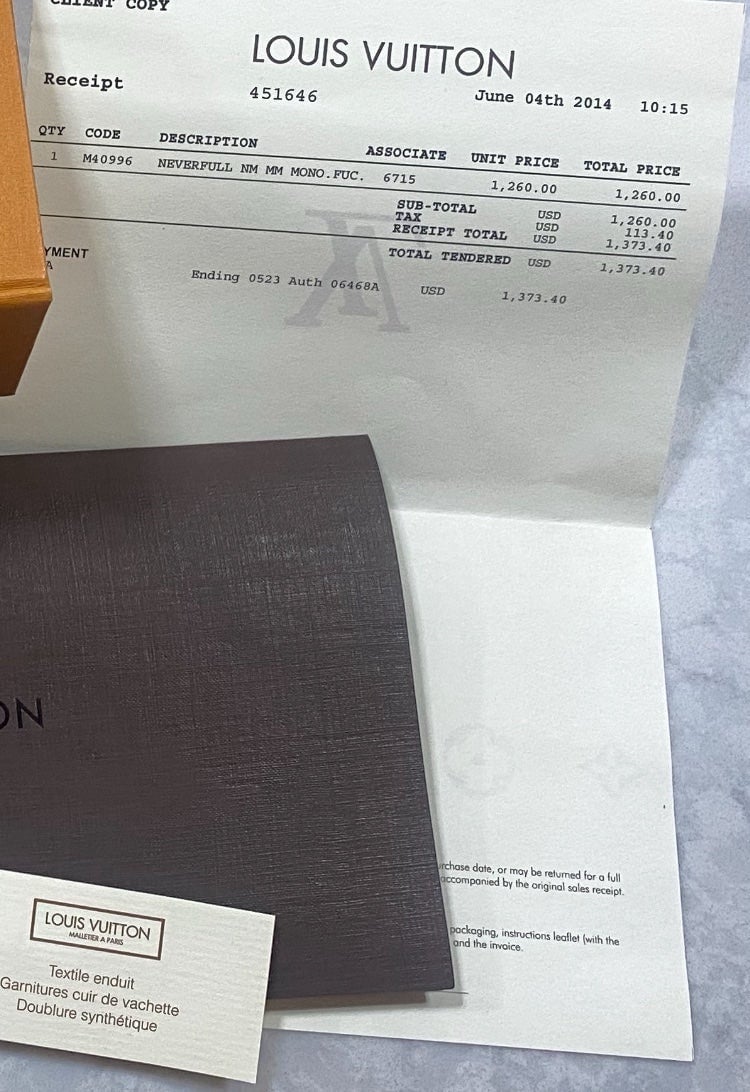 CLIENT COPY
LOUIS VUITTON
Receipt 451646 June 04th 2014 10:15
QTY CODE DESCRIPTION ASSOCIATE UNIT PRICE TOTAL PRICE
1 M40996 NEVERFULL NM MM MONO.FUC. 6715 1,260.00 1,260.00
SUB-TOTAL USD 1,260.00
TAX USD 113.40
RECEIPT TOTAL USD 1,373.40
TOTAL TENDERED USD 1,373.40
YMENT
A
Ending 0523 Auth 06468A USD 1,373.40
ON
rchase date, or may be returned for a full
accompanied by the original sales receipt.
packaging, instructions leaflet (with the
and the invoice.
LOUIS VUITTON
MALLETIER A PARIS
Textile enduit
Garnitures cuir de vachette
Doublure synthétique